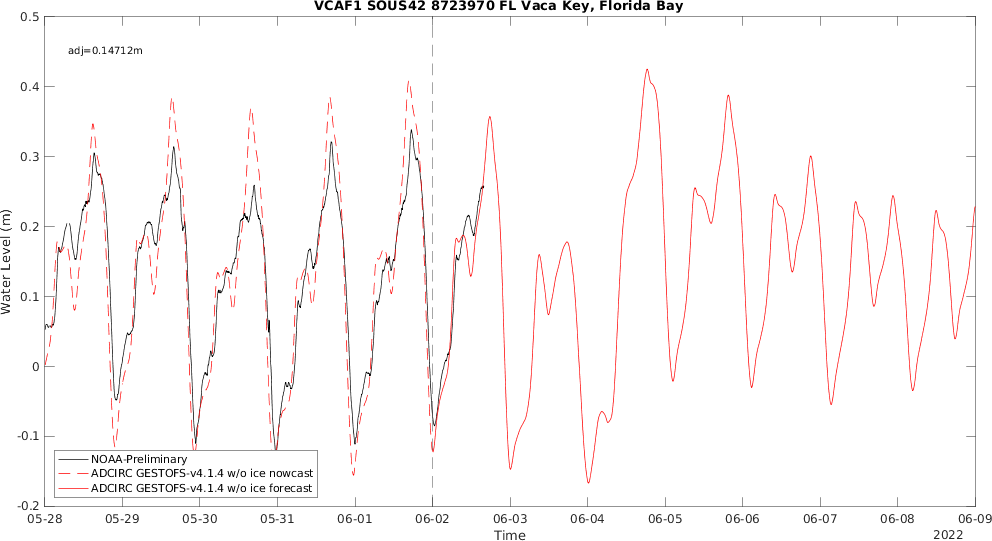 VCAF1 SOUS42 8723970 FL Vaca Key, Florida Bay
adj=0.14712m
Water Level (m)
0.5
0.4
0.3
0.2
0.1
0
-0.1
-0.2
NOAA-Preliminary
ADCIRC GESTOFS-v4.1.4 w/o ice nowcast
ADCIRC GESTOFS-v4.1.4 w/o ice forecast
05-28 05-29 05-30 05-31 06-01 06-02 06-03 06-04 06-05 06-06 06-07 06-08 06-09
Time
2022